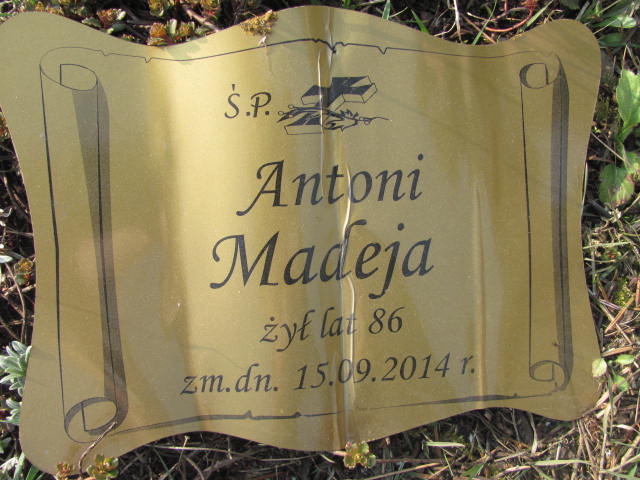 Ś.P.
Antoni
Madeja
żył lat 86
zm.dn. 15.09.2014 r.